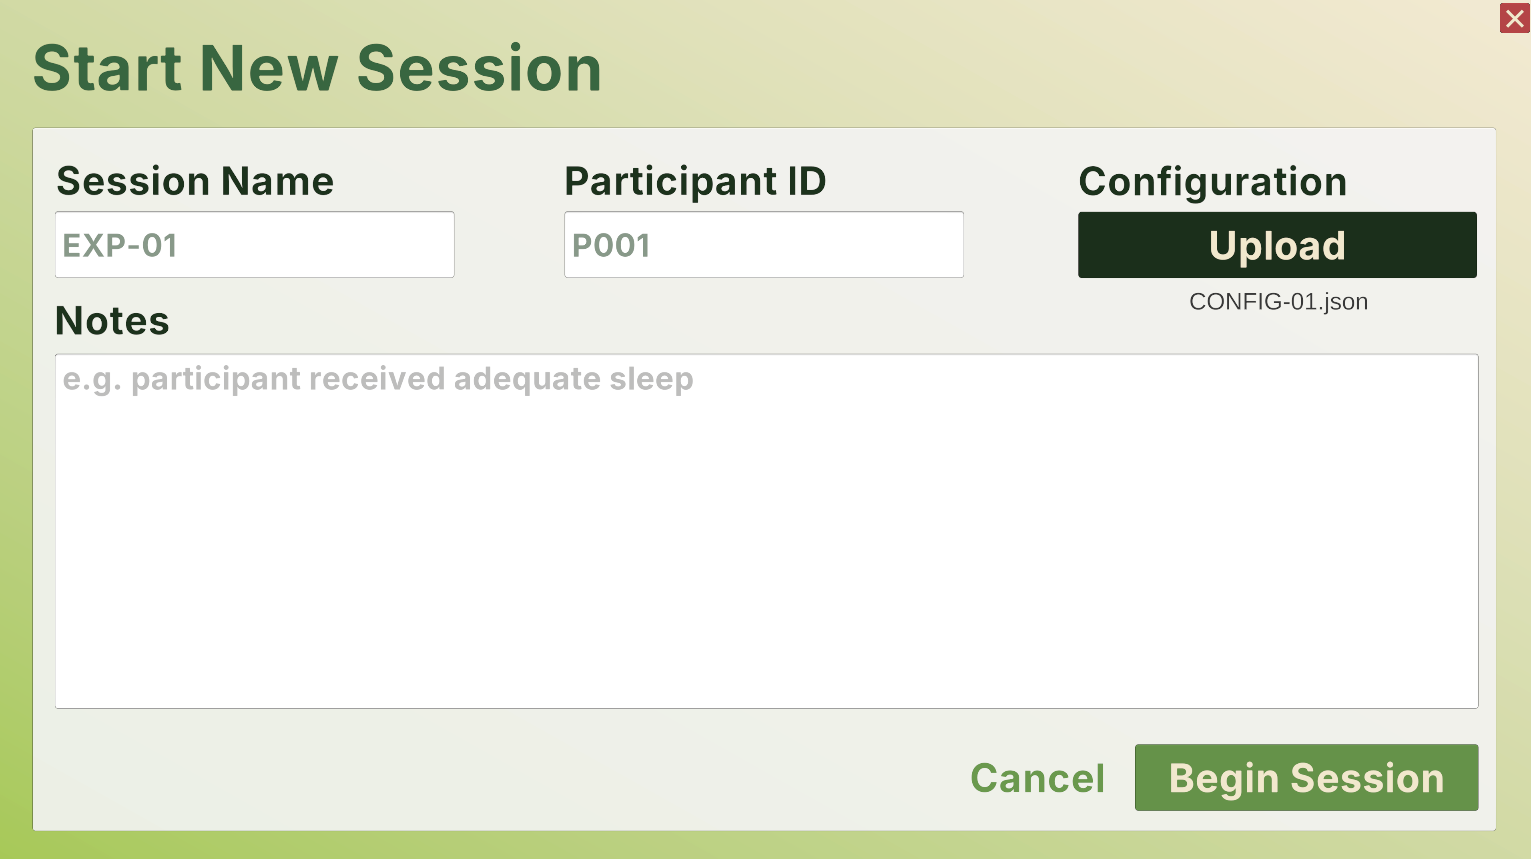 Start New Session
Session Name
Participant ID
Configuration
EXP-01
P001
Upload
CONFIG-01.json
Notes
e.g. participant received adequate sleep
Cancel
Begin Session